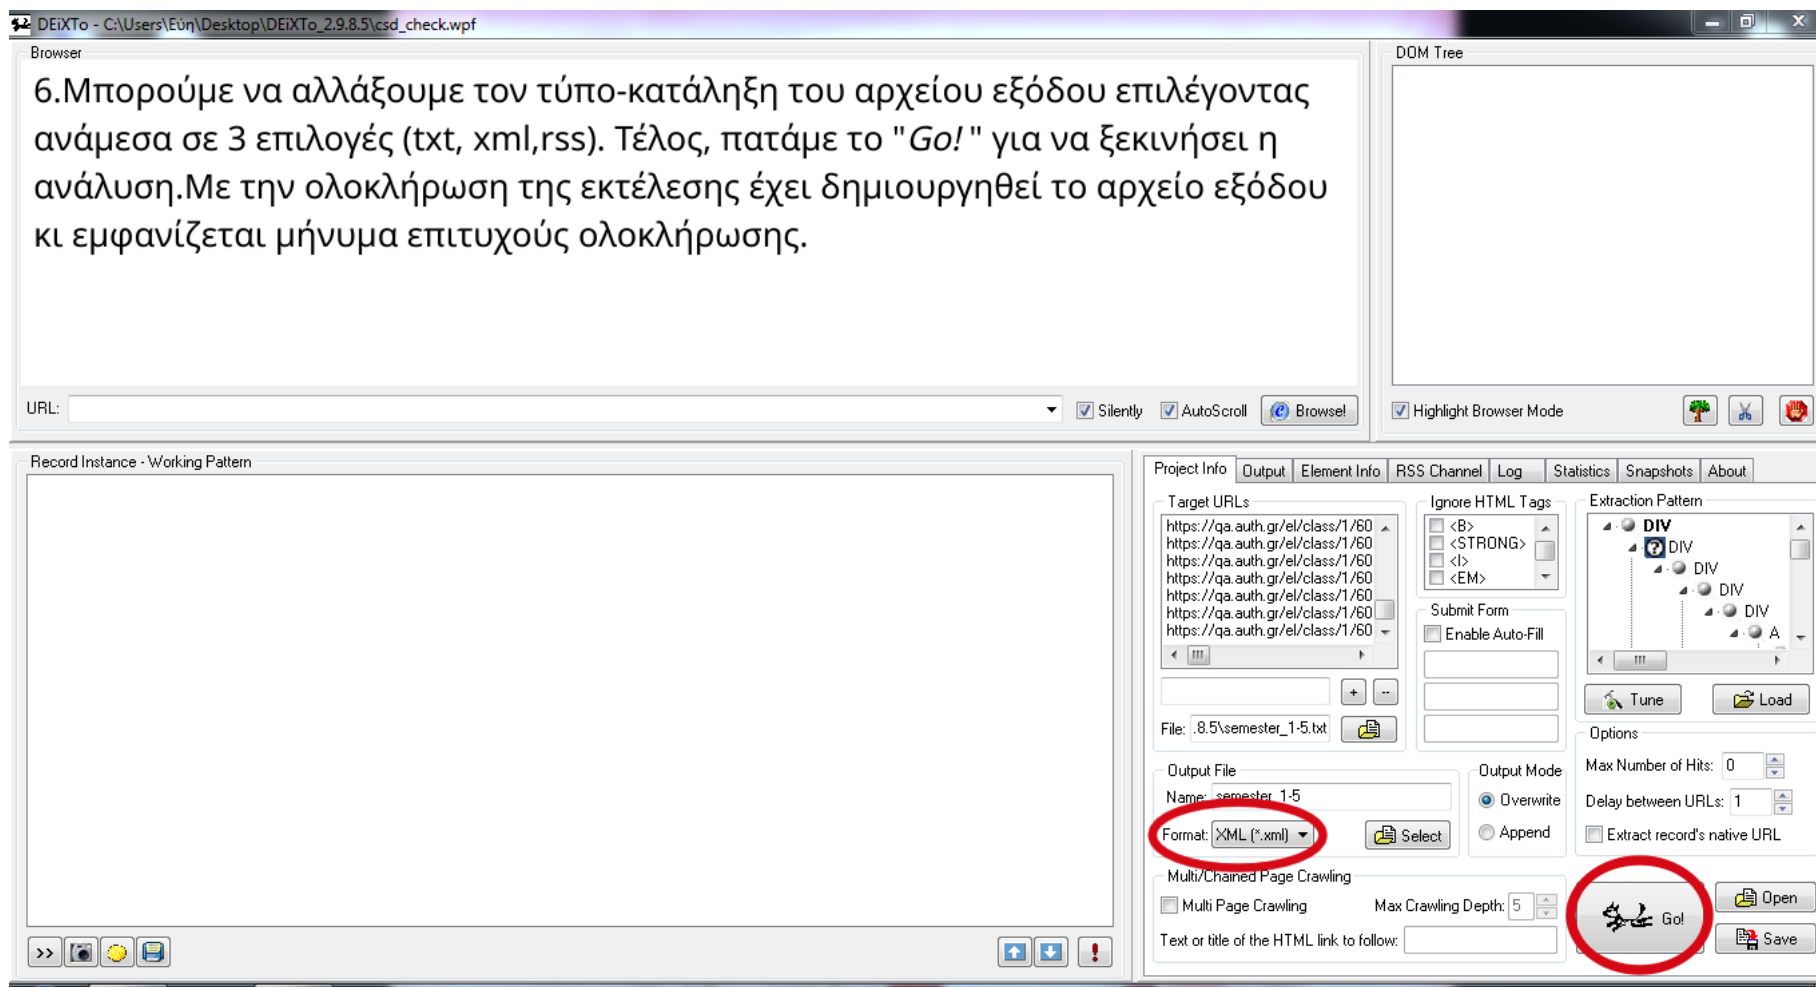 DEiXTo - C:\Users\Εύη\Desktop\DEiXTo_2.9.8.5\csd_check.wpf
Browser
6.Μπορούμε να αλλάξουμε τον τύπο-κατάληξη του αρχείου εξόδου επιλέγοντας
ανάμεσα σε 3 επιλογές (txt, xml,rss). Τέλος, πατάμε το "Go! " για να ξεκινήσει η
ανάλυση.Με την ολοκλήρωση της εκτέλεσης έχει δημιουργηθεί το αρχείο εξόδου
κι εμφανίζεται μήνυμα επιτυχούς ολοκλήρωσης.
URL:
Silently
AutoScroll
Browse!
DOM Tree
Highlight Browser Mode
Record Instance - Working Pattern
>>
Project Info Output Element Info RSS Channel Log Statistics Snapshots About
Target URLs
https://qa.auth.gr/el/class/1/60
https://qa.auth.gr/el/class/1/60
https://qa.auth.gr/el/class/1/60
https://qa.auth.gr/el/class/1/60
https://qa.auth.gr/el/class/1/60
https://qa.auth.gr/el/class/1/60
https://qa.auth.gr/el/class/1/60
+ --
File: .8.5\semester_1-5.txt
Ignore HTML Tags
<B>
<STRONG>
<I>
<EM>
Submit Form
Enable Auto-Fill
Extraction Pattern
DIV
DIV
DIV
DIV
DIV
A
Tune
Load
Output File
Name: semester_1-5
Format: XML (*.xml)
Select
Output Mode
Overwrite
Append
Options
Max Number of Hits: 0
Delay between URLs: 1
Extract record's native URL
Multi/Chained Page Crawling
Multi Page Crawling
Max Crawling Depth: 5
Text or title of the HTML link to follow:
Go!
Open
Save